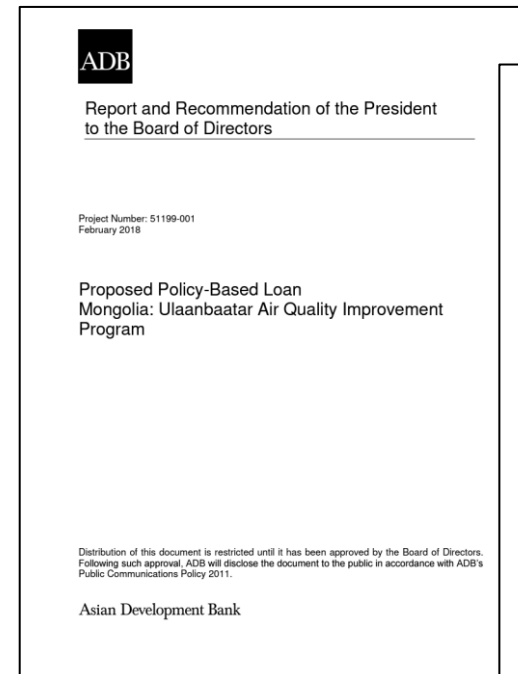 ADB
Report and Recommendation of the President
to the Board of Directors
Project Number: 51199-001
February 2018
Proposed Policy-Based Loan
Mongolia: Ulaanbaatar Air Quality Improvement
Program
Distribution of this document is restricted until it has been approved by the Board of Directors.
Following such approval, ADB will disclose the document to the public in accordance with ADB's
Public Communications Policy 2011.
Asian Development Bank